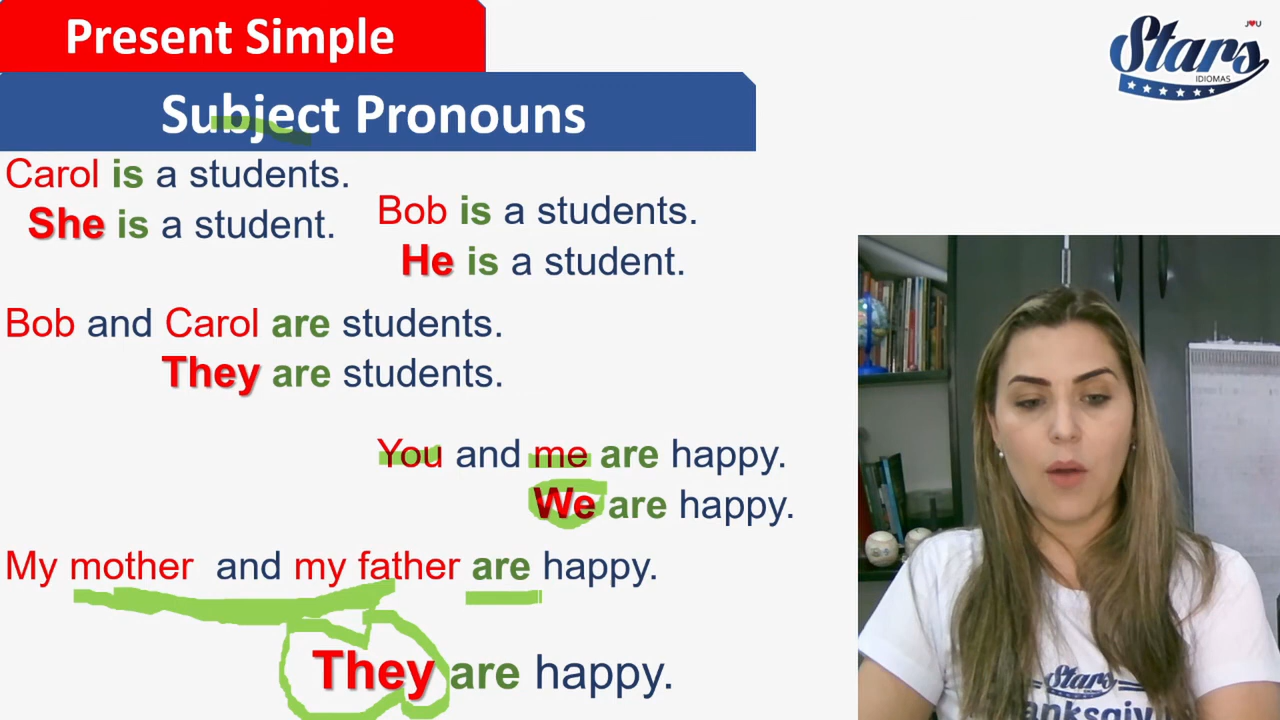 Present Simple
J♥U
Stars
IDIOMAS
Subject Pronouns
Carol is a students.
She is a student.
Bob is a students.
He is a student.
Bob and Carol are students.
They are students.
You and me are happy.
We are happy.
My mother and my father are happy.
They are happy.
Stars